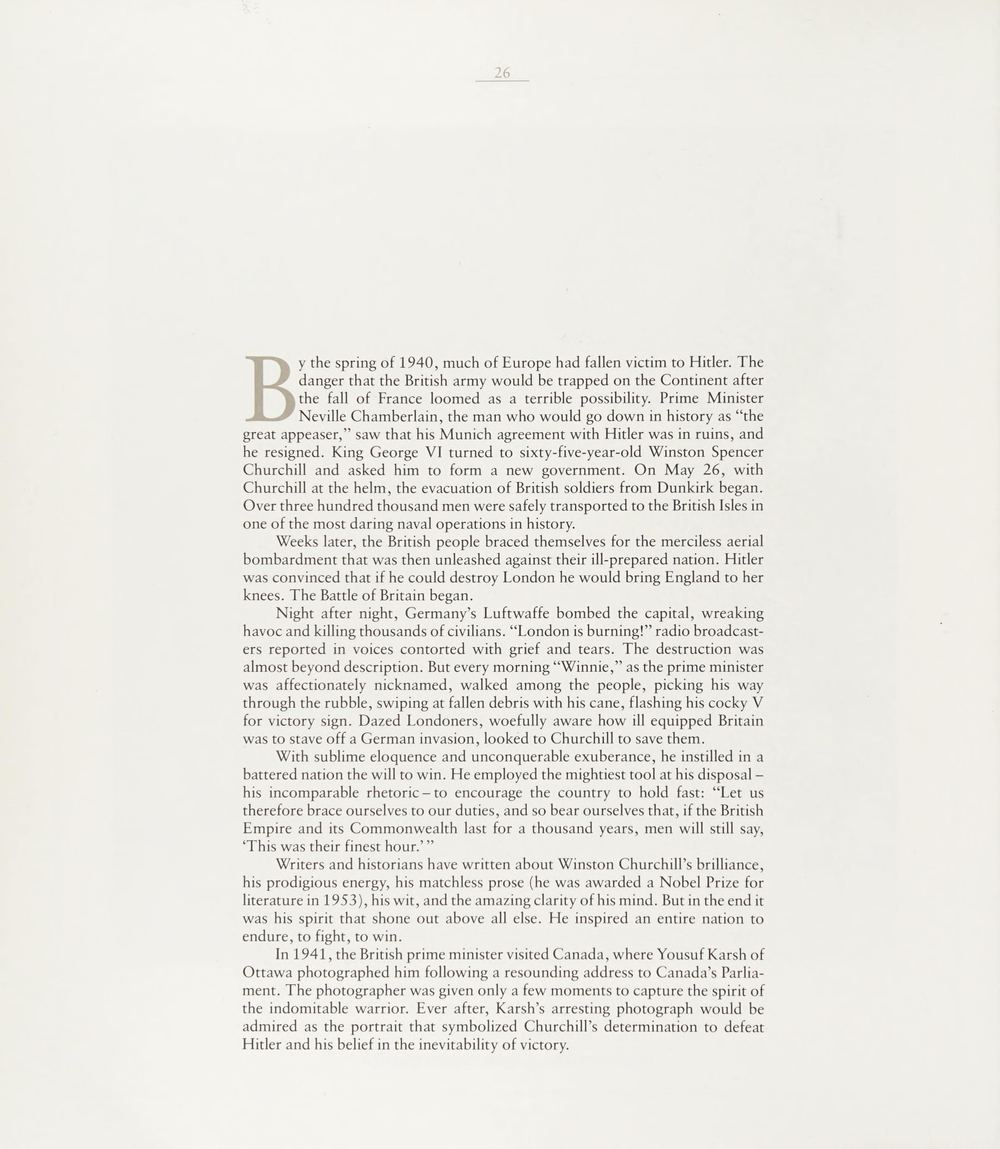 26
By the spring of 1940, much of Europe had fallen victim to Hitler. The
danger that the British army would be trapped on the Continent after
the fall of France loomed as a terrible possibility. Prime Minister
Neville Chamberlain, the man who would go down in history as “the
great appeaser,” saw that his Munich agreement with Hitler was in ruins, and
he resigned. King George VI turned to sixty-five-year-old Winston Spencer
Churchill and asked him to form a new government. On May 26, with
Churchill at the helm, the evacuation of British soldiers from Dunkirk began.
Over three hundred thousand men were safely transported to the British Isles in
one of the most daring naval operations in history.
Weeks later, the British people braced themselves for the merciless aerial
bombardment that was then unleashed against their ill-prepared nation. Hitler
was convinced that if he could destroy London he would bring England to her
knees. The Battle of Britain began.
Night after night, Germany’s Luftwaffe bombed the capital, wreaking
havoc and killing thousands of civilians. “London is burning!” radio broadcast-
ers reported in voices contorted with grief and tears. The destruction was
almost beyond description. But every morning “Winnie,” as the prime minister
was affectionately nicknamed, walked among the people, picking his way
through the rubble, swiping at fallen debris with his cane, flashing his cocky V
for victory sign. Dazed Londoners, woefully aware how ill equipped Britain
was to stave off a German invasion, looked to Churchill to save them.
With sublime eloquence and unconquerable exuberance, he instilled in a
battered nation the will to win. He employed the mightiest tool at his disposal –
his incomparable rhetoric – to encourage the country to hold fast: “Let us
therefore brace ourselves to our duties, and so bear ourselves that, if the British
Empire and its Commonwealth last for a thousand years, men will still say,
‘This was their finest hour.’ ”
Writers and historians have written about Winston Churchill’s brilliance,
his prodigious energy, his matchless prose (he was awarded a Nobel Prize for
literature in 1953), his wit, and the amazing clarity of his mind. But in the end it
was his spirit that shone out above all else. He inspired an entire nation to
endure, to fight, to win.
In 1941, the British prime minister visited Canada, where Yousuf Karsh of
Ottawa photographed him following a resounding address to Canada’s Parlia-
ment. The photographer was given only a few moments to capture the spirit of
the indomitable warrior. Ever after, Karsh’s arresting photograph would be
admired as the portrait that symbolized Churchill’s determination to defeat
Hitler and his belief in the inevitability of victory.